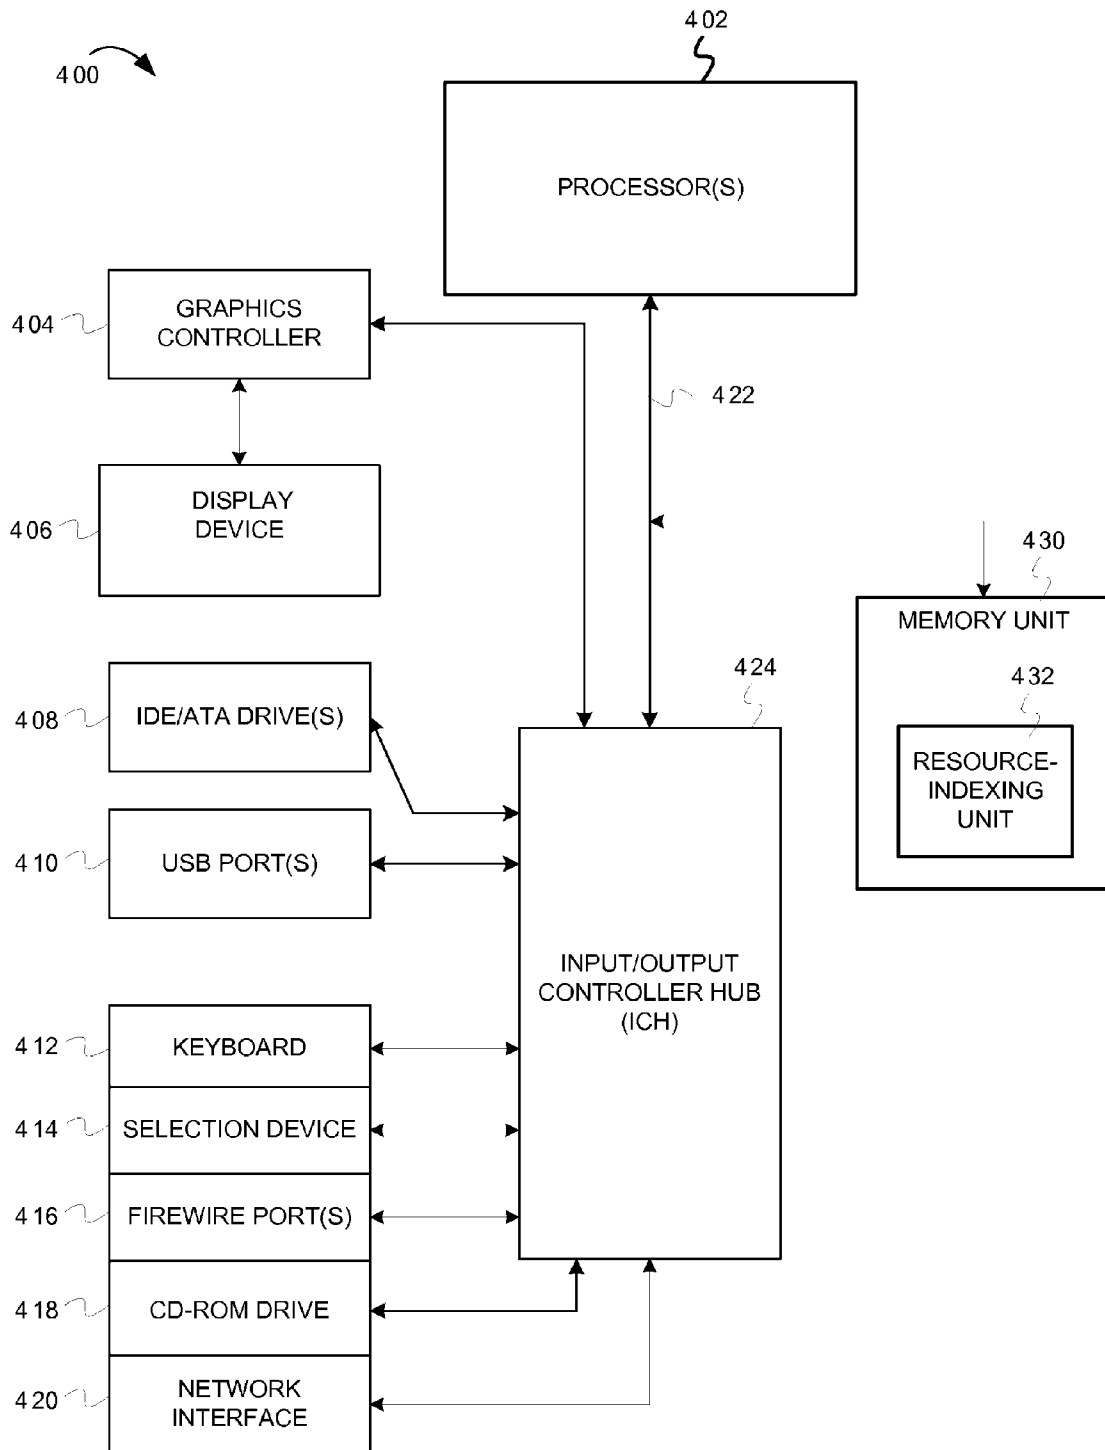 402
400
PROCESSOR(S)
GRAPHICS
CONTROLLER
404
422
DISPLAY
DEVICE
406
430
MEMORY UNIT
424
432
IDE/ATA DRIVE(S)
408
RESOURCE-
INDEXING
UNIT
USB PORT(S)
410
INPUT/OUTPUT
CONTROLLER HUB
(ICH)
412
KEYBOARD
414
SELECTION DEVICE
416
FIREWIRE PORT(S)
418
CD-ROM DRIVE
420
NETWORK
INTERFACE